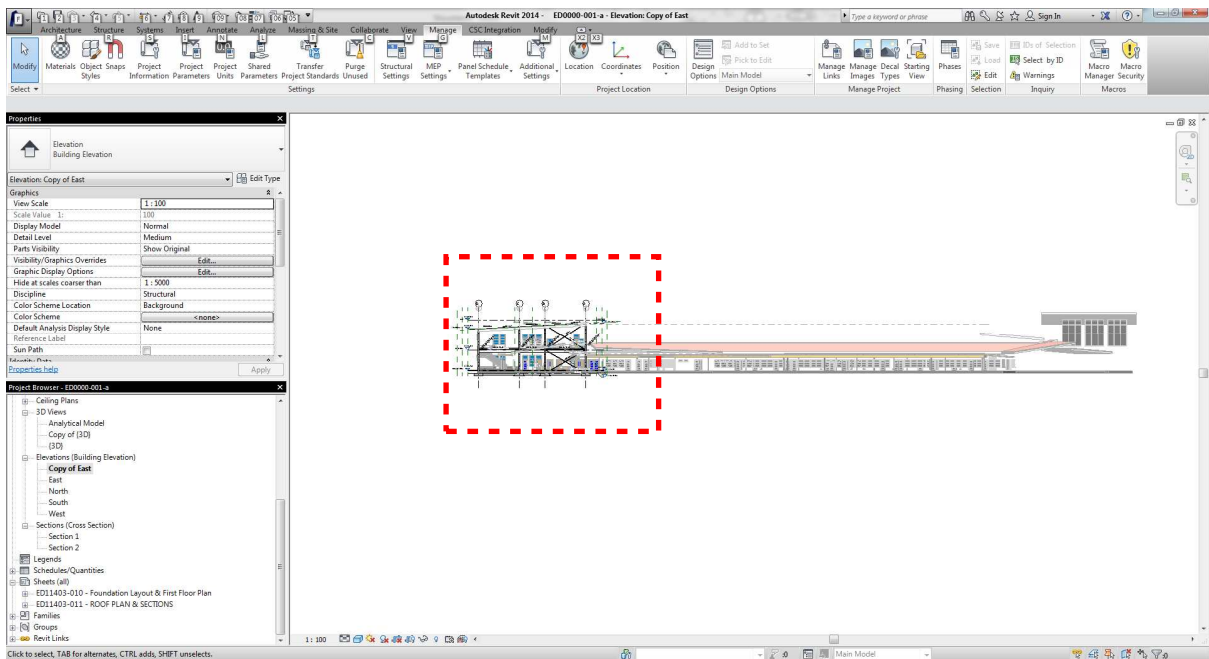 Autodesk Revit 2014 - ED0000-001-a - Elevation: Copy of East
Type a keyword or phrase
Sign In
Architecture Structure Systems Insert Annotate Analyze Massing & Site Collaborate View Manage CSC Integration Modify
Modify Materials Object Styles Snaps Project Information Project Parameters Project Units Shared Parameters Transfer Project Standards Purge Unused Structural Settings MEP Settings Panel Schedule Templates Additional Settings Location Coordinates Position Design Options Add to Set Pick to Edit Main Model Manage Links Manage Images Decal Types Starting View Phases Save Load Edit IDs of Selection Select by ID Warnings Macro Manager Macro Security
Select Settings Project Location Design Options Manage Project Phasing Selection Inquiry Macros
Properties
Elevation
Building Elevation
Elevation: Copy of East Edit Type
Graphics
View Scale 1 : 100
Scale Value 1: 100
Display Model Normal
Detail Level Medium
Parts Visibility Show Original
Visibility/Graphics Overrides Edit...
Graphic Display Options Edit...
Hide at scales coarser than 1 : 5000
Discipline Structural
Color Scheme Location Background
Color Scheme <none>
Default Analysis Display Style None
Reference Label
Sun Path
Identity Data
Properties help Apply
Project Browser - ED0000-001-a
Ceiling Plans
3D Views
Analytical Model
Copy of {3D}
{3D}
Elevations (Building Elevation)
Copy of East
East
North
South
West
Sections (Cross Section)
Section 1
Section 2
Legends
Schedules/Quantities
Sheets (all)
ED11403-010 - Foundation Layout & First Floor Plan
ED11403-011 - ROOF PLAN & SECTIONS
Families
Groups
Revit Links
1 : 100
Click to select, TAB for alternates, CTRL adds, SHIFT unselects.
:0 Main Model :0